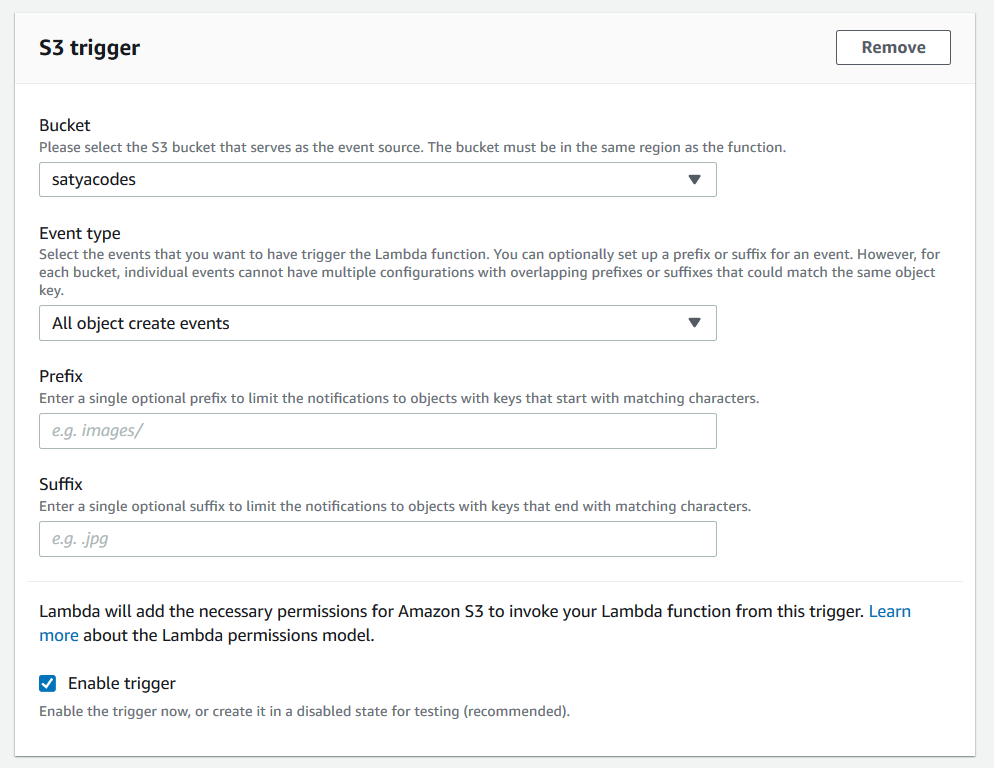 S3 trigger
Remove
Bucket
Please select the S3 bucket that serves as the event source. The bucket must be in the same region as the function.
satyacodes
Event type
Select the events that you want to have trigger the Lambda function. You can optionally set up a prefix or suffix for an event. However, for
each bucket, individual events cannot have multiple configurations with overlapping prefixes or suffixes that could match the same object
key.
All object create events
Prefix
Enter a single optional prefix to limit the notifications to objects with keys that start with matching characters.
e.g. images/
Suffix
Enter a single optional suffix to limit the notifications to objects with keys that end with matching characters.
e.g. .jpg
Lambda will add the necessary permissions for Amazon S3 to invoke your Lambda function from this trigger. Learn
more about the Lambda permissions model.
Enable trigger
Enable the trigger now, or create it in a disabled state for testing (recommended).